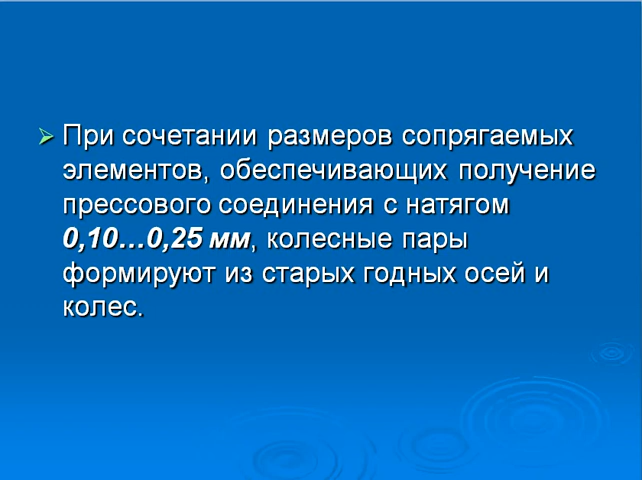 При сочетании размеров сопрягаемых
элементов, обеспечивающих получение
прессового соединения с натягом
0,10…0,25 мм, колесные пары
формируют из старых годных осей и
колес.